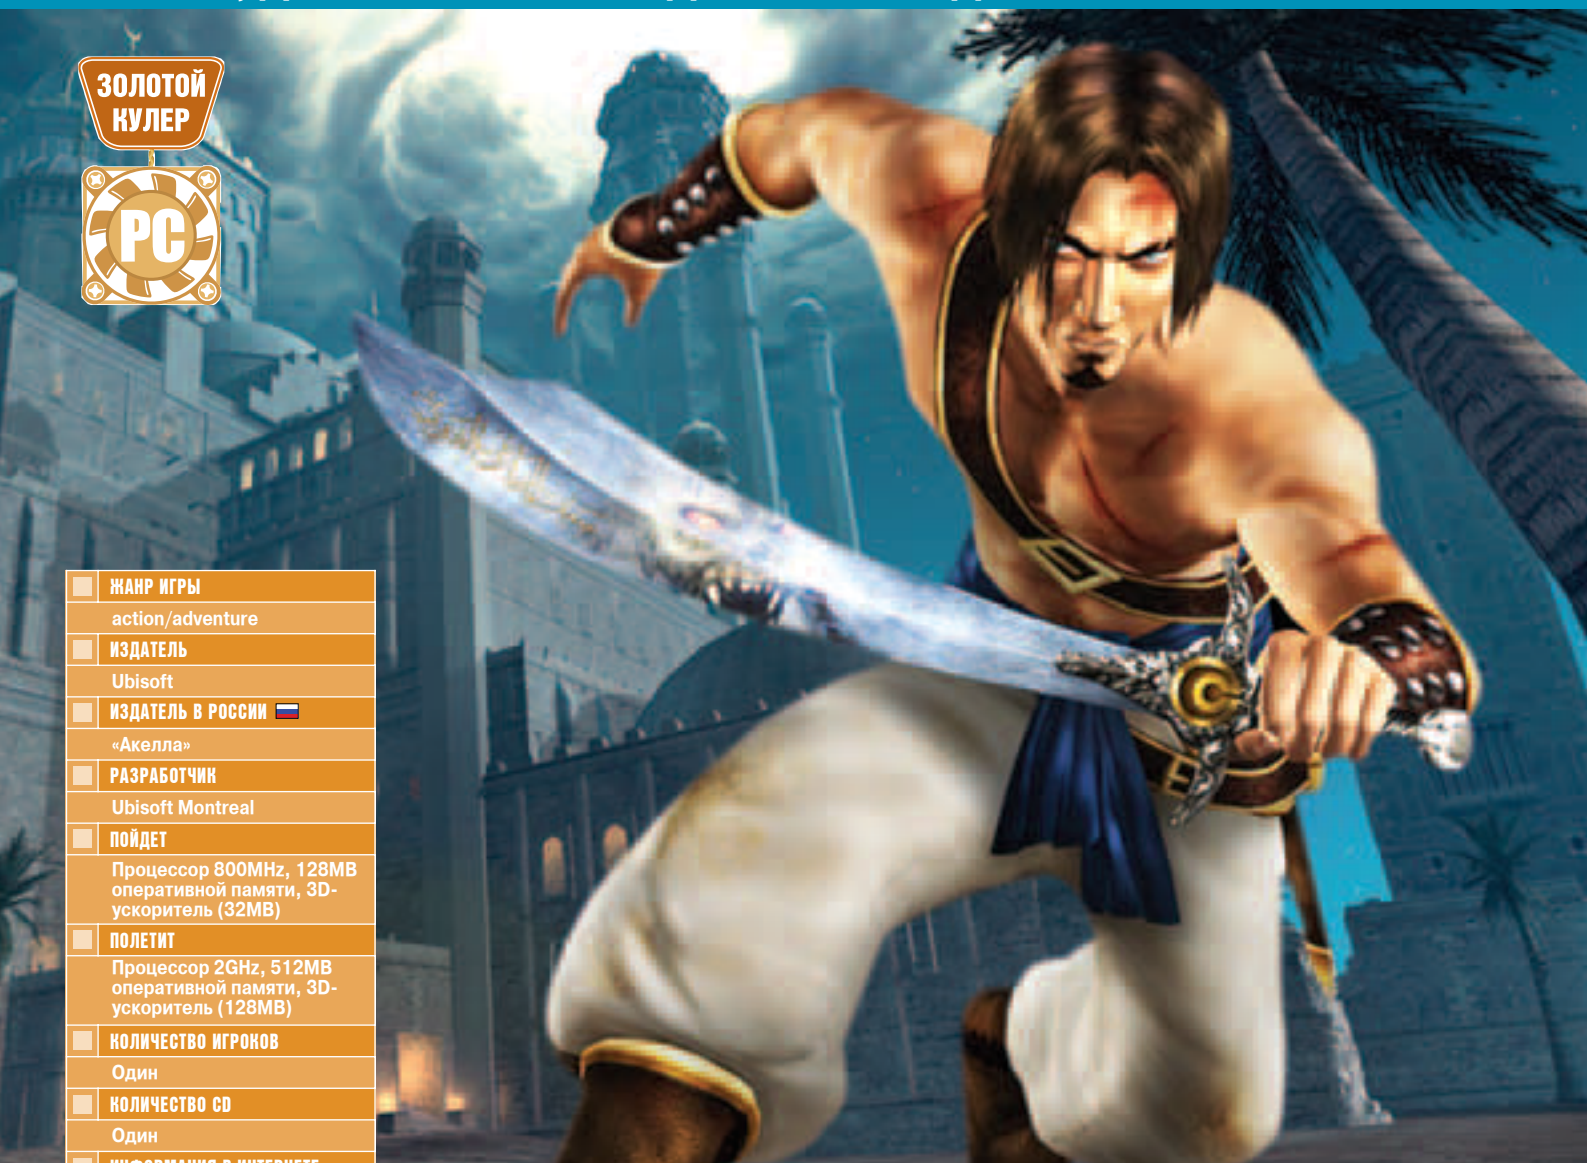 ЗОЛОТОЙ
КУЛЕР
PC
ЖАНР ИГРЫ
action/adventure
ИЗДАТЕЛЬ
Ubisoft
ИЗДАТЕЛЬ В РОССИИ
«Акелла»
РАЗРАБОТЧИК
Ubisoft Montreal
ПОЙДЕТ
Процессор 800MHz, 128MB
оперативной памяти, 3D-
ускоритель (32MB)
ПОЛЕТИТ
Процессор 2GHz, 512MB
оперативной памяти, 3D-
ускоритель (128MB)
КОЛИЧЕСТВО ИГРОКОВ
Один
КОЛИЧЕСТВО CD
Один
ИНФОРМАЦИЯ В ИНТЕРНЕТЕ